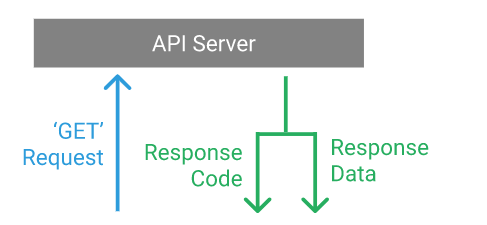 API Server
‘GET’
Request
Response
Code
Response
Data